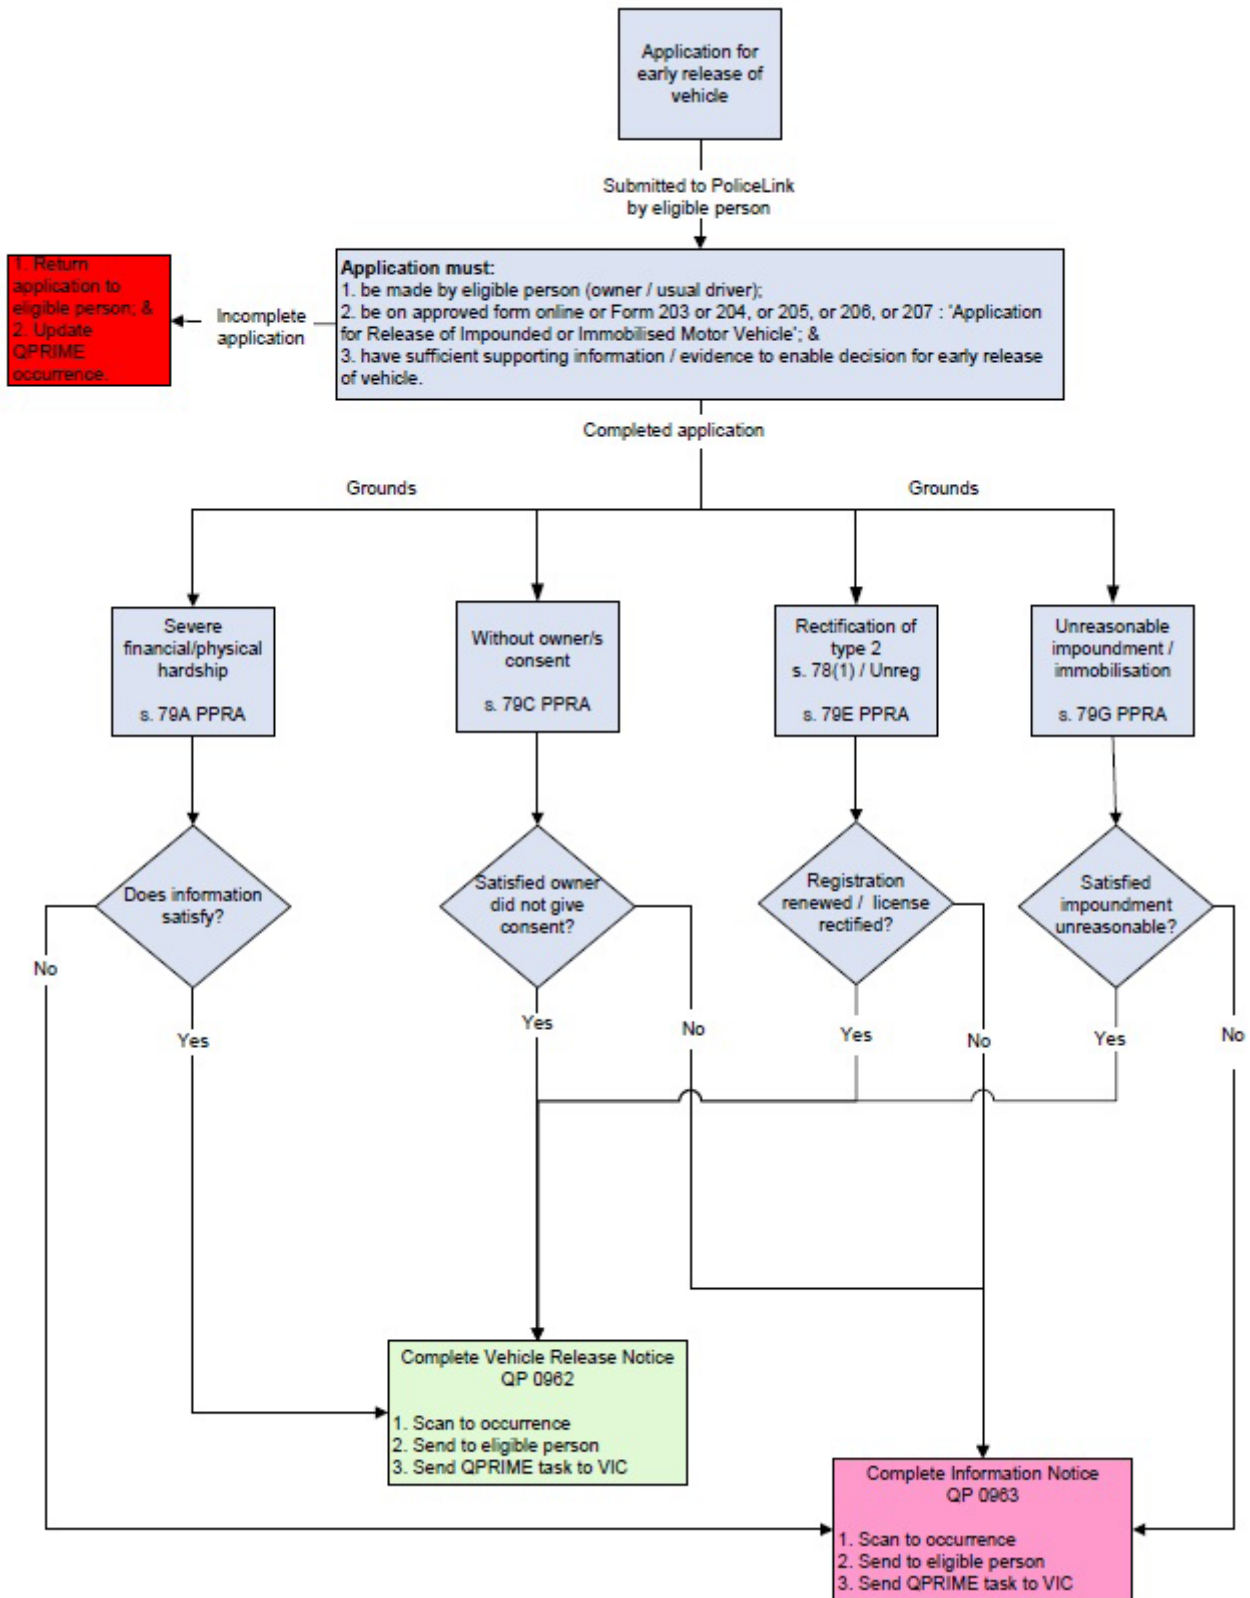 Application for
early release of
vehicle
Submitted to PoliceLink
by eligible person
1. Return
application to
eligible person; &
2. Update
QPRIME
occurrence.
Incomplete
application
Application must:
1. be made by eligible person (owner / usual driver);
2. be on approved form online or Form 203 or 204, or 205, or 206, or 207 : 'Application
for Release of Impounded or Immobilised Motor Vehicle'; &
3. have sufficient supporting information / evidence to enable decision for early release
of vehicle.
Completed application
Grounds
Grounds
Severe
financial/physical
hardship
s. 79A PPRA
Without owner/s
consent
s. 79C PPRA
Rectification of
type 2
s. 78(1) / Unreg
s. 79E PPRA
Unreasonable
impoundment /
immobilisation
s. 79G PPRA
Does information
satisfy?
Satisfied owner
did not give
consent?
Registration
renewed / license
rectified?
Satisfied
impoundment
unreasonable?
No
Yes
Yes
No
Yes
No
Yes
No
Complete Vehicle Release Notice
QP 0962
1. Scan to occurrence
2. Send to eligible person
3. Send QPRIME task to VIC
Complete Information Notice
QP 0963
1. Scan to occurrence
2. Send to eligible person
3. Send QPRIME task to VIC